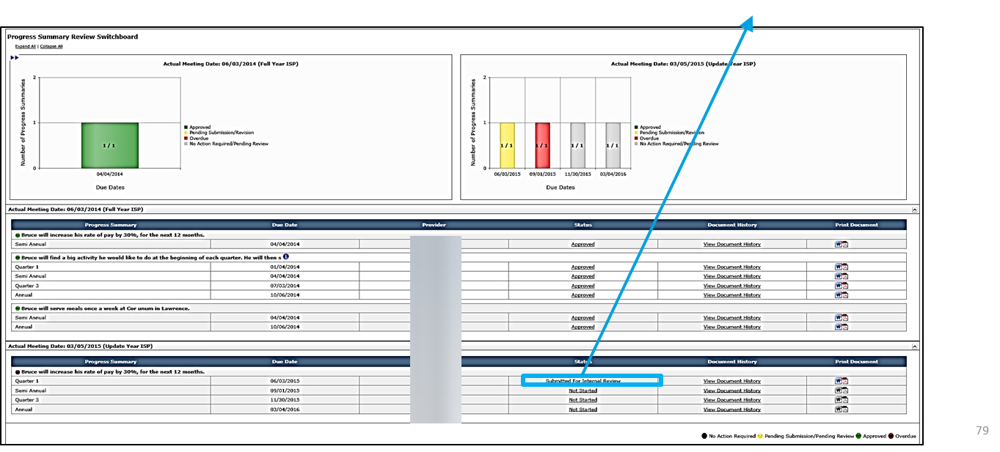 Progress Summary Review Switchboard
Expand All | Collapse All
Actual Meeting Date: 06/03/2014 (Full Year ISP)
Number of Progress Summaries
2
1
0
1 / 1
04/04/2014
Due Dates
Approved
Pending Submission/Revision
Overdue
No Action Required/Pending Review
Actual Meeting Date: 03/05/2015 (Update Year ISP)
Number of Progress Summaries
2
1
0
1 / 1 1 / 1 1 / 1 1 / 1
06/03/2015 09/01/2015 11/30/2015 03/04/2016
Due Dates
Approved
Pending Submission/Revision
Overdue
No Action Required/Pending Review
Actual Meeting Date: 06/03/2014 (Full Year ISP)
Progress Summary Due Date Provider Status Document History Print Document
Bruce will increase his rate of pay by 30%, for the next 12 months.
Semi Annual 04/04/2014 Approved View Document History
Bruce will find a big activity he would like to do at the beginning of each quarter. He will then s
Quarter 1 01/04/2014 Approved View Document History
Semi Annual 04/04/2014 Approved View Document History
Quarter 3 07/03/2014 Approved View Document History
Annual 10/06/2014 Approved View Document History
Bruce will serve meals once a week at Cor unum in Lawrence.
Semi Annual 04/04/2014 Approved View Document History
Annual 10/06/2014 Approved View Document History
Actual Meeting Date: 03/05/2015 (Update Year ISP)
Progress Summary Due Date Status Document History Print Document
Bruce will increase his rate of pay by 30%, for the next 12 months.
Quarter 1 06/03/2015 Submitted For Internal Review View Document History
Semi Annual 09/01/2015 Not Started View Document History
Quarter 3 11/30/2015 Not Started View Document History
Annual 03/04/2016 Not Started View Document History
No Action Required Pending Submission/Pending Review Approved Overdue
79